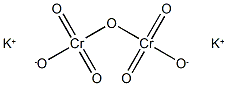 O O O
K⁺ Cr Cr K⁺
⁻O O O O⁻